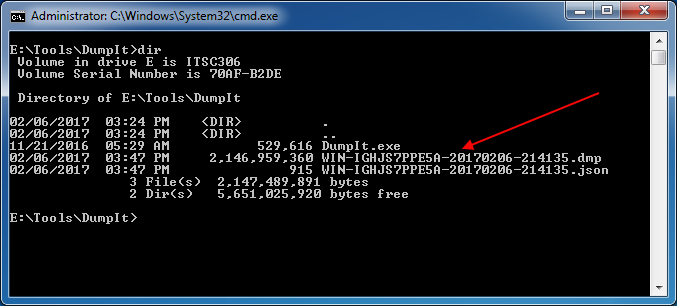 Administrator: C:\Windows\System32\cmd.exe
E:\Tools\DumpIt>dir
Volume in drive E is ITSC306
Volume Serial Number is 70AF-B2DE
Directory of E:\Tools\DumpIt
02/06/2017 03:24 PM <DIR> .
02/06/2017 03:24 PM <DIR> ..
11/21/2016 05:29 AM 529,616 DumpIt.exe
02/06/2017 03:47 PM 2,146,959,360 WIN-IGHJS7PPE5A-20170206-214135.dmp
02/06/2017 03:47 PM 915 WIN-IGHJS7PPE5A-20170206-214135.json
3 File(s) 2,147,489,891 bytes
2 Dir(s) 5,651,025,920 bytes free
E:\Tools\DumpIt>